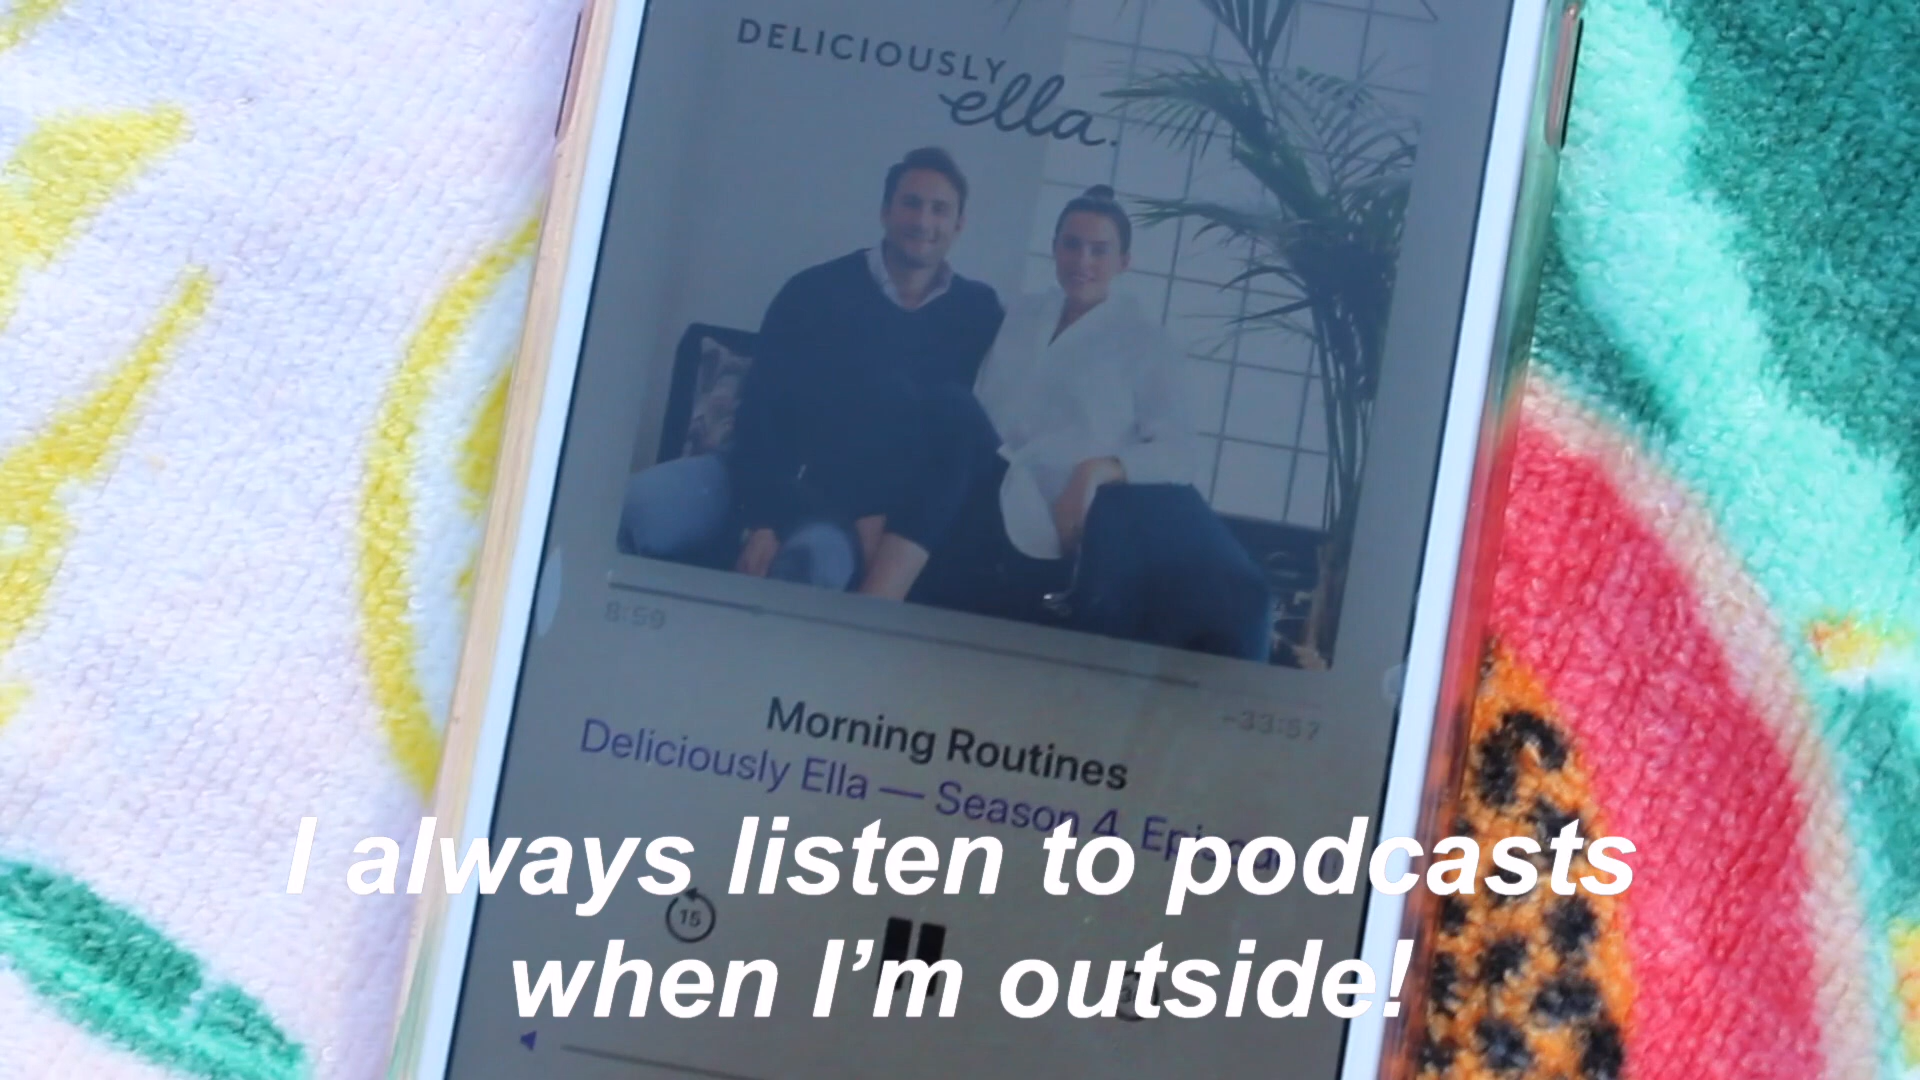 DELICIOUSLY
ella.
8:59
-33:57
Morning Routines
Deliciously Ella — Season 4, Episode
I always listen to podcasts
15
when I’m outside!